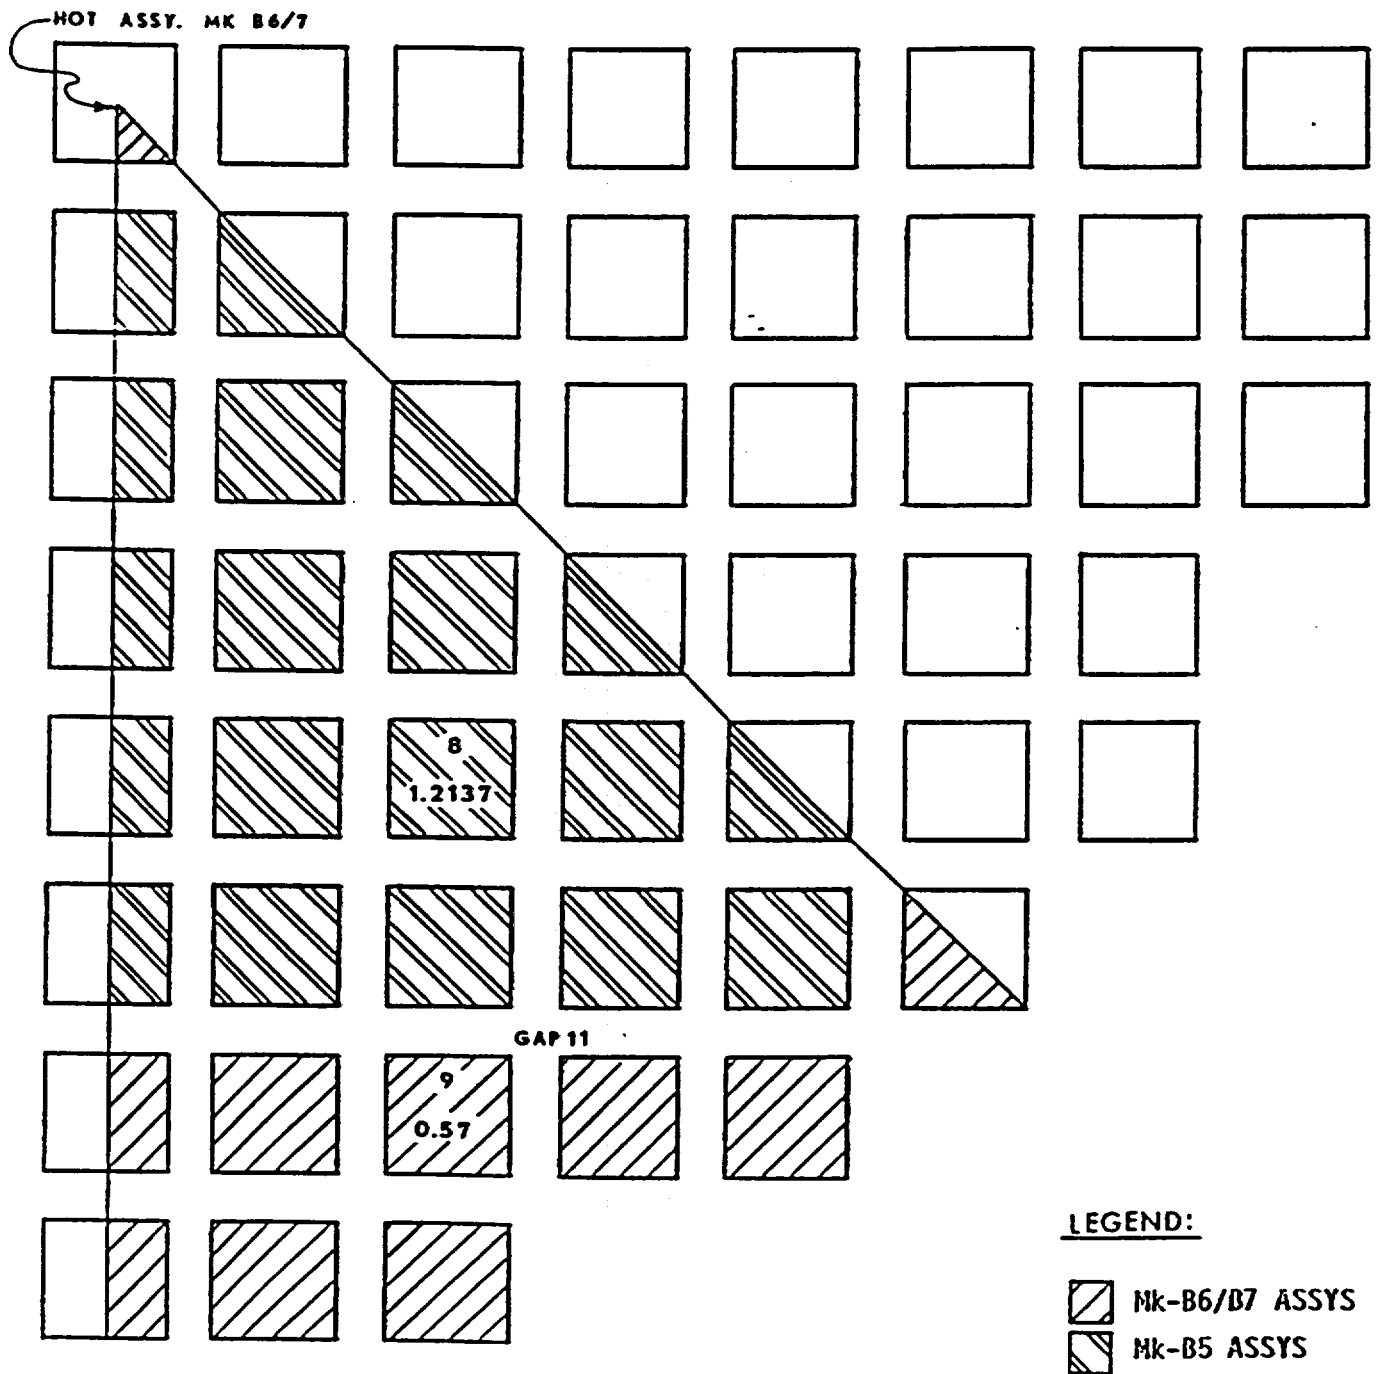 HOT ASSY. MK B6/7
8
1.2137
GAP 11
9
0.57
LEGEND:
Mk-B6/B7 ASSYS
Mk-B5 ASSYS